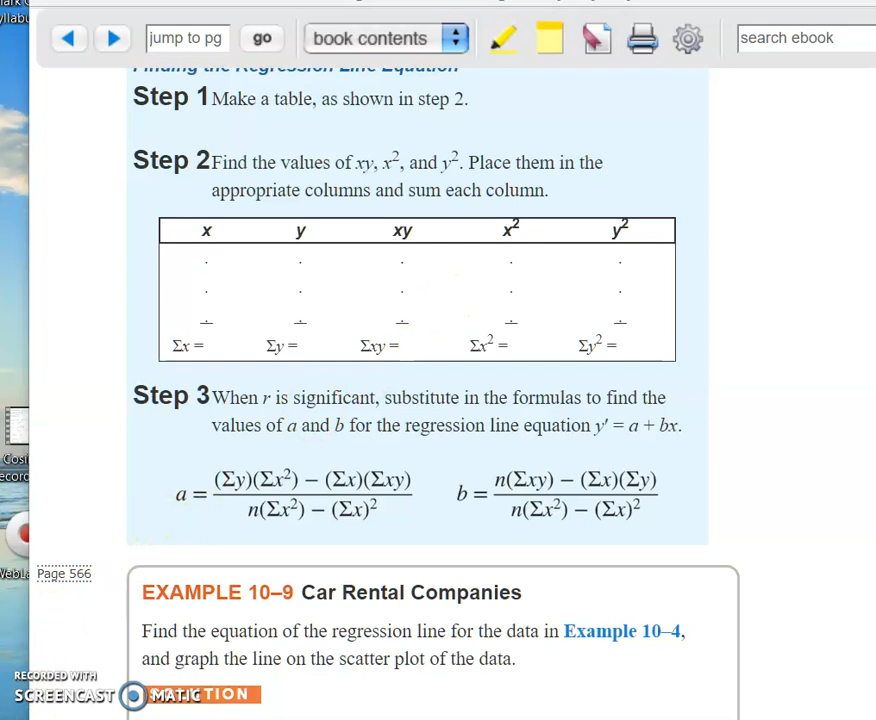 jump to pg
go
book contents
search ebook
Finding the Regression Line Equation
Step 1 Make a table, as shown in step 2.
Step 2 Find the values of xy, x², and y². Place them in the
appropriate columns and sum each column.
x y xy x² y²
. . . . .
. . . . .
. . . . .
Σx = Σy = Σxy = Σx² = Σy² =
Step 3 When r is significant, substitute in the formulas to find the
values of a and b for the regression line equation y′ = a + bx.
a = (Σy)(Σx²) – (Σx)(Σxy) / n(Σx²) – (Σx)² b = n(Σxy) – (Σx)(Σy) / n(Σx²) – (Σx)²
Page 566
EXAMPLE 10–9 Car Rental Companies
Find the equation of the regression line for the data in Example 10–4,
and graph the line on the scatter plot of the data.
RECORDED WITH
SCREENCAST MATIC